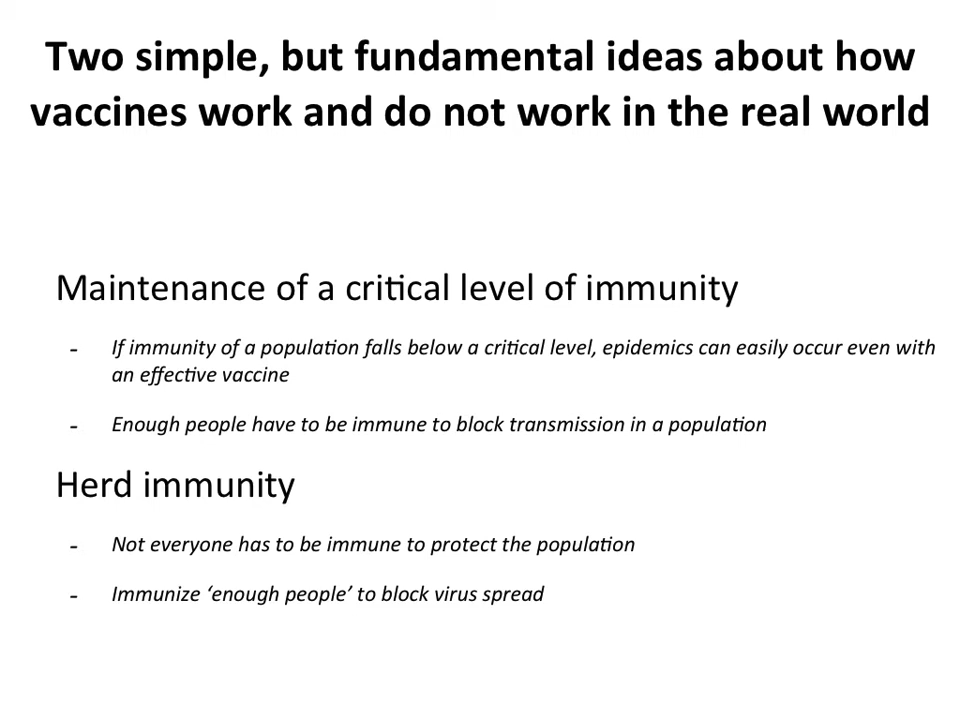 Two simple, but fundamental ideas about how
vaccines work and do not work in the real world
Maintenance of a critical level of immunity
- If immunity of a population falls below a critical level, epidemics can easily occur even with
an effective vaccine
- Enough people have to be immune to block transmission in a population
Herd immunity
- Not everyone has to be immune to protect the population
- Immunize ‘enough people’ to block virus spread